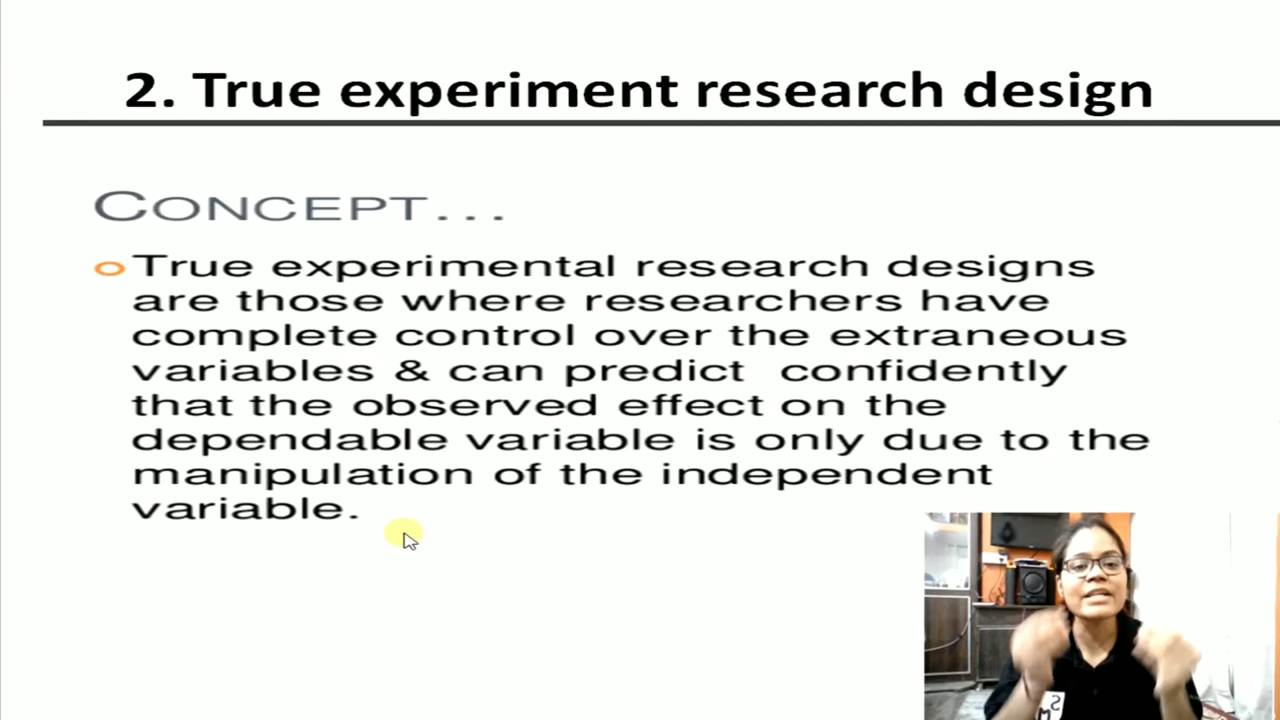 2. True experiment research design
CONCEPT...
True experimental research designs
are those where researchers have
complete control over the extraneous
variables & can predict confidently
that the observed effect on the
dependable variable is only due to the
manipulation of the independent
variable.